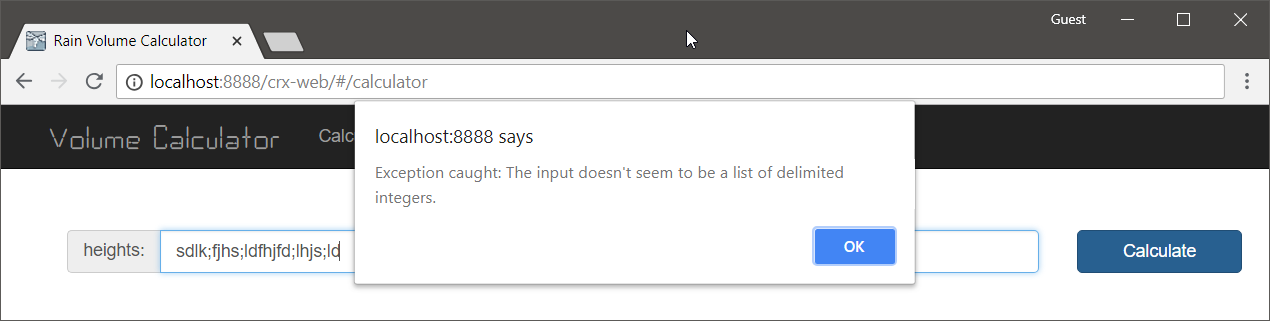 Guest
Rain Volume Calculator
localhost:8888/crx-web/#/calculator
localhost:8888 says
Volume Calculator Calc
Exception caught: The input doesn't seem to be a list of delimited
integers.
heights: sdlk;fjhs;ldfhjfd;lhjs;ld
OK
Calculate